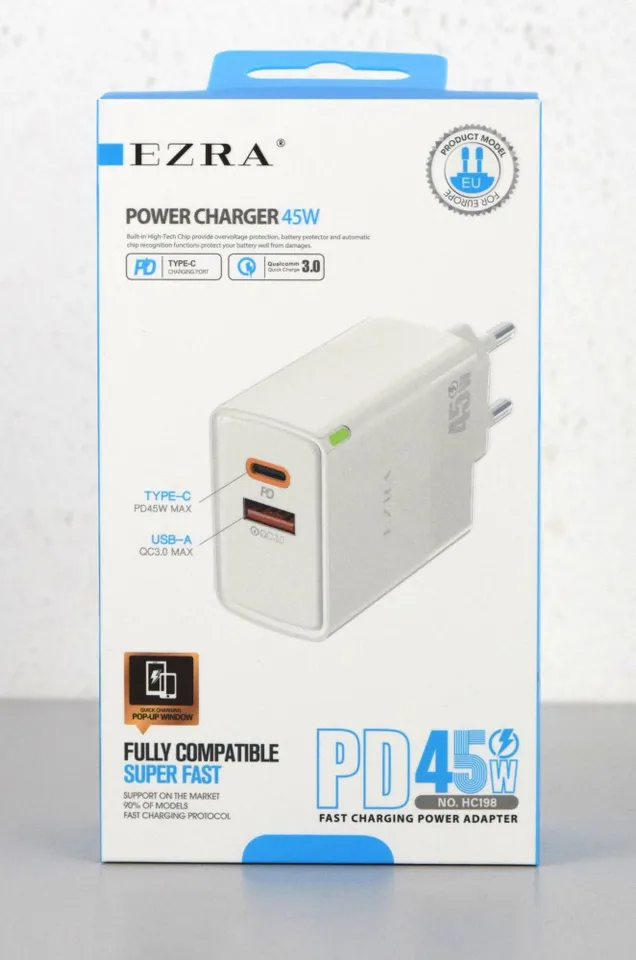 EZRA®
PRODUCT MODEL
EU
FOR EUROPE
POWER CHARGER 45W
Built-in High-Tech Chip provide overvoltage protection, battery protector and automatic
chip recognition functions protect your battery well from damages.
PD TYPE-C
CHARGING PORT
Qualcomm
Quick Charge 3.0
45W
TYPE-C
PD45W MAX
PD
USB-A
QC3.0 MAX
QC3.0
EZRA
QUICK CHARGING
POP-UP WINDOW
FULLY COMPATIBLE
SUPER FAST
SUPPORT ON THE MARKET
90% OF MODELS
FAST CHARGING PROTOCOL
PD45W
NO. HC198
FAST CHARGING POWER ADAPTER